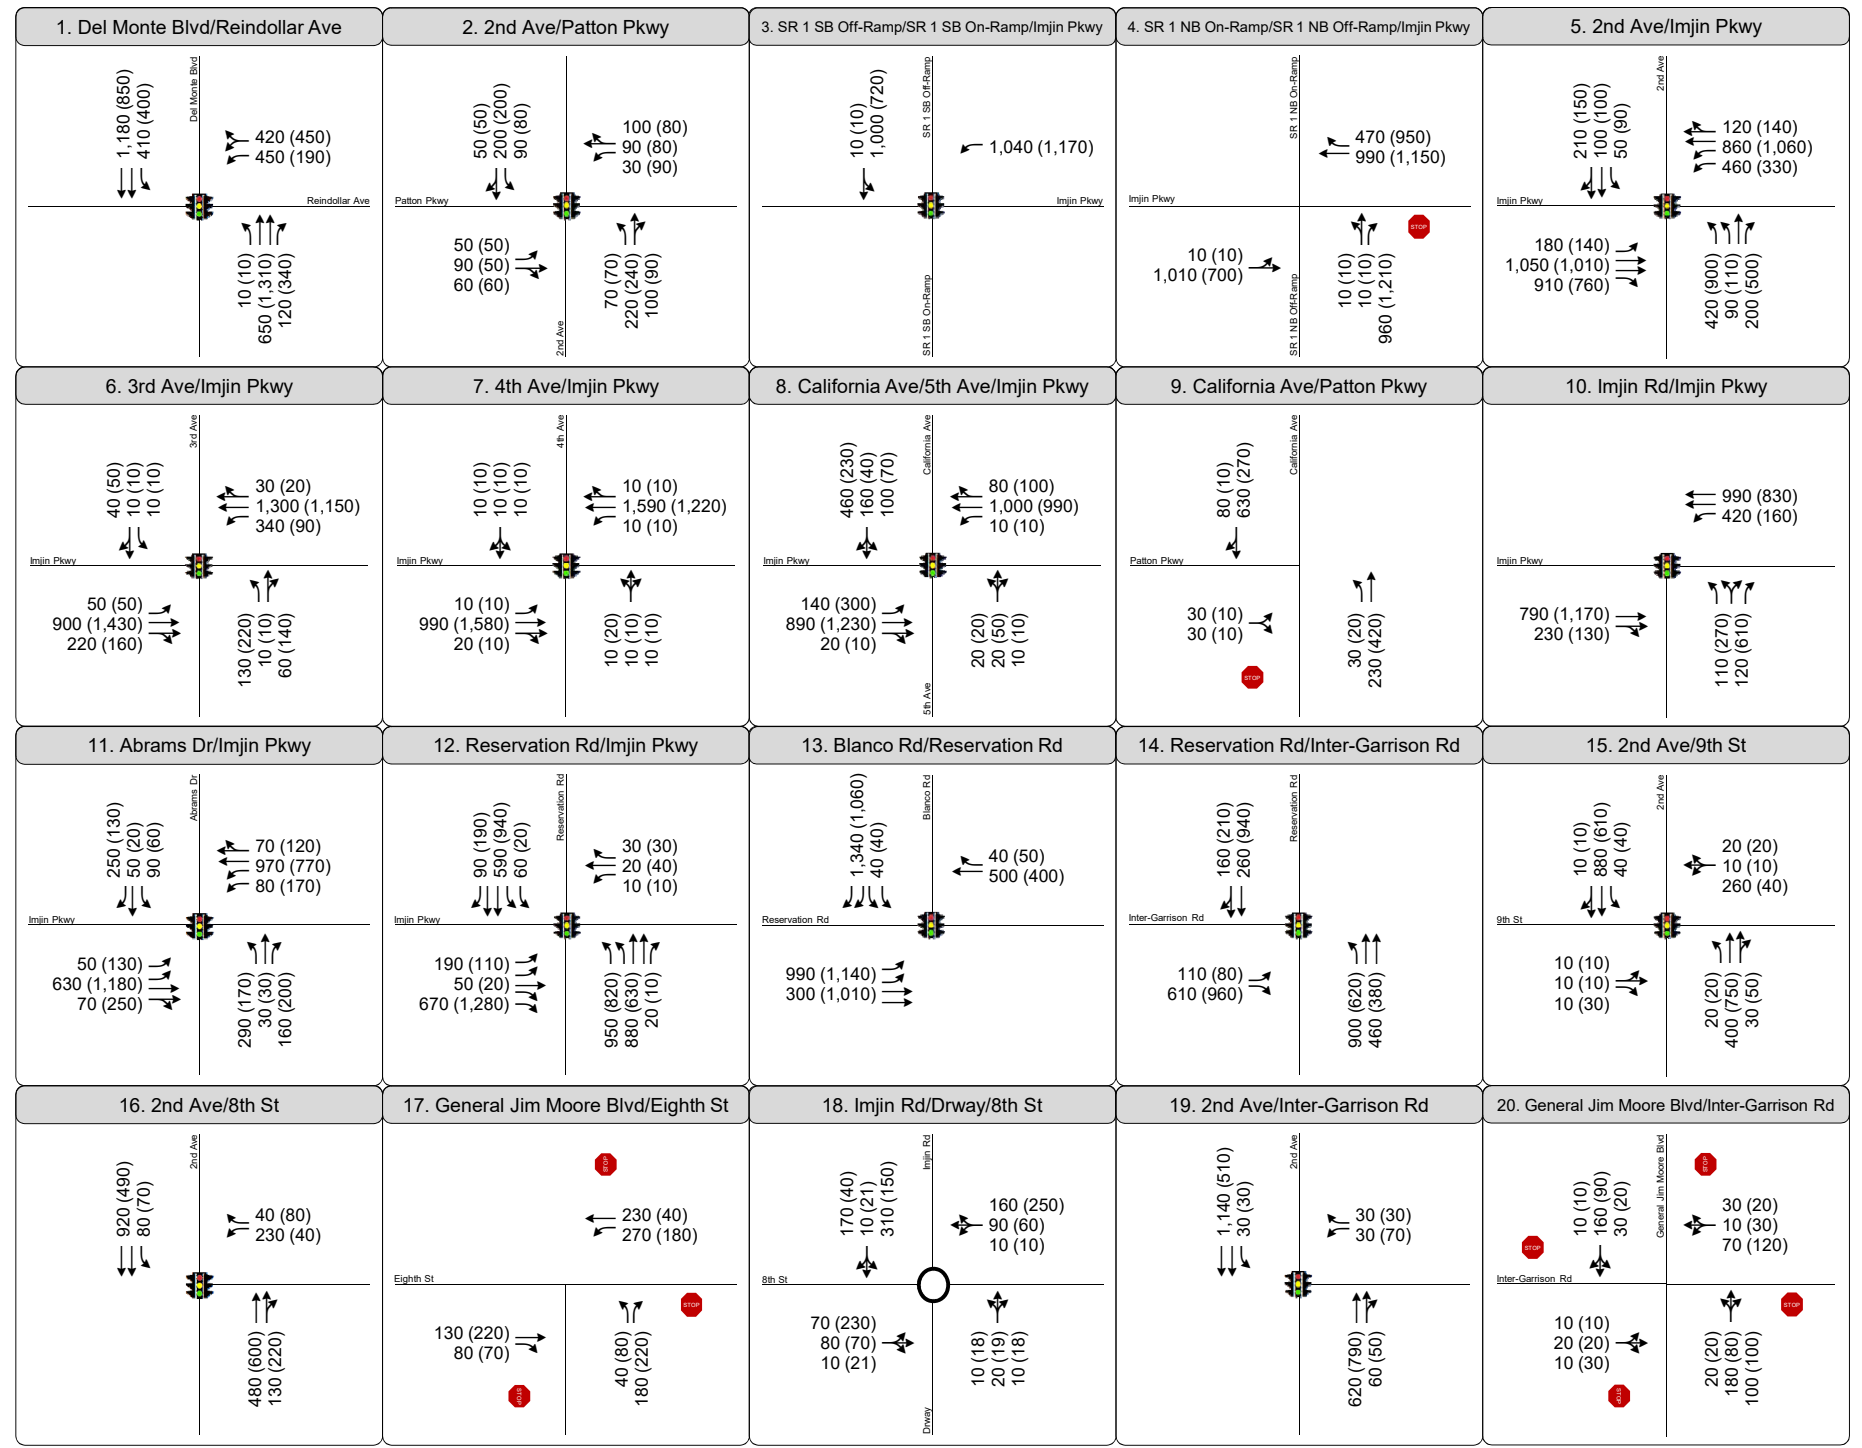 1. Del Monte Blvd/Reindollar Ave
Del Monte Blvd
1,180 (850)
410 (400)
420 (450)
450 (190)
Reindollar Ave
10 (10)
650 (1,310)
120 (340)
2. 2nd Ave/Patton Pkwy
50 (50)
200 (200)
90 (80)
100 (80)
90 (80)
30 (90)
Patton Pkwy
50 (50)
90 (50)
60 (60)
70 (70)
220 (240)
100 (90)
2nd Ave
3. SR 1 SB Off-Ramp/SR 1 SB On-Ramp/Imjin Pkwy
10 (10)
1,000 (720)
SR 1 SB Off-Ramp
1,040 (1,170)
Imjin Pkwy
SR 1 SB On-Ramp
4. SR 1 NB On-Ramp/SR 1 NB Off-Ramp/Imjin Pkwy
SR 1 NB On-Ramp
470 (950)
990 (1,150)
Imjin Pkwy
STOP
10 (10)
1,010 (700)
SR 1 NB Off-Ramp
10 (10)
10 (10)
960 (1,210)
5. 2nd Ave/Imjin Pkwy
210 (150)
100 (100)
50 (90)
2nd Ave
120 (140)
860 (1,060)
460 (330)
Imjin Pkwy
180 (140)
1,050 (1,010)
910 (760)
420 (900)
90 (110)
200 (500)
6. 3rd Ave/Imjin Pkwy
3rd Ave
40 (50)
10 (10)
10 (10)
30 (20)
1,300 (1,150)
340 (90)
Imjin Pkwy
50 (50)
900 (1,430)
220 (160)
130 (220)
10 (10)
60 (140)
7. 4th Ave/Imjin Pkwy
4th Ave
10 (10)
10 (10)
10 (10)
10 (10)
1,590 (1,220)
10 (10)
Imjin Pkwy
10 (10)
990 (1,580)
20 (10)
10 (20)
10 (10)
10 (10)
8. California Ave/5th Ave/Imjin Pkwy
California Ave
460 (230)
160 (40)
100 (70)
80 (100)
1,000 (990)
10 (10)
Imjin Pkwy
140 (300)
890 (1,230)
20 (10)
20 (20)
20 (50)
10 (10)
5th Ave
9. California Ave/Patton Pkwy
California Ave
80 (10)
630 (270)
Patton Pkwy
30 (10)
30 (10)
STOP
30 (20)
230 (420)
10. Imjin Rd/Imjin Pkwy
990 (830)
420 (160)
Imjin Pkwy
790 (1,170)
230 (130)
110 (270)
120 (610)
11. Abrams Dr/Imjin Pkwy
Abrams Dr
250 (130)
50 (20)
90 (60)
70 (120)
970 (770)
80 (170)
Imjin Pkwy
50 (130)
630 (1,180)
70 (250)
290 (170)
30 (30)
160 (200)
12. Reservation Rd/Imjin Pkwy
Reservation Rd
90 (190)
590 (940)
60 (20)
30 (30)
20 (40)
10 (10)
Imjin Pkwy
190 (110)
50 (20)
670 (1,280)
950 (820)
880 (630)
20 (10)
13. Blanco Rd/Reservation Rd
1,340 (1,060)
40 (40)
Blanco Rd
40 (50)
500 (400)
Reservation Rd
990 (1,140)
300 (1,010)
14. Reservation Rd/Inter-Garrison Rd
Reservation Rd
160 (210)
260 (940)
Inter-Garrison Rd
110 (80)
610 (960)
900 (620)
460 (380)
15. 2nd Ave/9th St
2nd Ave
10 (10)
880 (610)
40 (40)
20 (20)
10 (10)
260 (40)
9th St
10 (10)
10 (10)
10 (30)
20 (20)
400 (750)
30 (50)
16. 2nd Ave/8th St
2nd Ave
920 (490)
80 (70)
40 (80)
230 (40)
480 (600)
130 (220)
17. General Jim Moore Blvd/Eighth St
STOP
230 (40)
270 (180)
Eighth St
STOP
130 (220)
80 (70)
40 (80)
180 (220)
STOP
18. Imjin Rd/Drway/8th St
Imjin Rd
170 (40)
10 (21)
310 (150)
160 (250)
90 (60)
10 (10)
8th St
70 (230)
80 (70)
10 (21)
10 (18)
20 (19)
10 (18)
Drway
19. 2nd Ave/Inter-Garrison Rd
2nd Ave
1,140 (510)
30 (30)
30 (30)
30 (70)
620 (790)
60 (50)
20. General Jim Moore Blvd/Inter-Garrison Rd
General Jim Moore Blvd
STOP
10 (10)
160 (90)
30 (20)
30 (20)
10 (30)
70 (120)
STOP
Inter-Garrison Rd
STOP
10 (10)
20 (20)
10 (30)
20 (20)
180 (80)
100 (100)
STOP